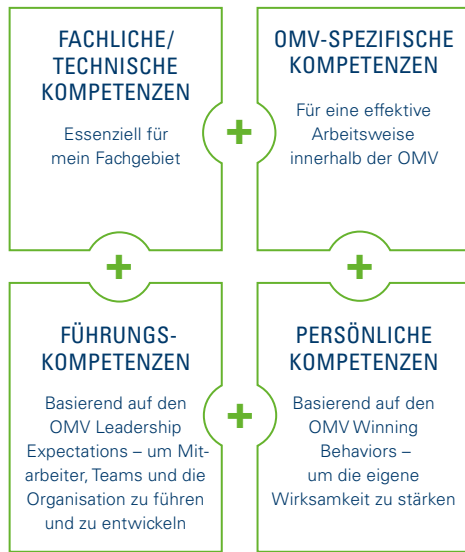 FACHLICHE/
TECHNISCHE
KOMPETENZEN
Essenziell für
mein Fachgebiet
+
OMV-SPEZIFISCHE
KOMPETENZEN
Für eine effektive
Arbeitsweise
innerhalb der OMV
+
+
FÜHRUNGS-
KOMPETENZEN
Basierend auf den
OMV Leadership
Expectations – um Mit-
arbeiter, Teams und die
Organisation zu führen
und zu entwickeln
+
PERSÖNLICHE
KOMPETENZEN
Basierend auf den
OMV Winning
Behaviors –
um die eigene
Wirksamkeit zu stärken